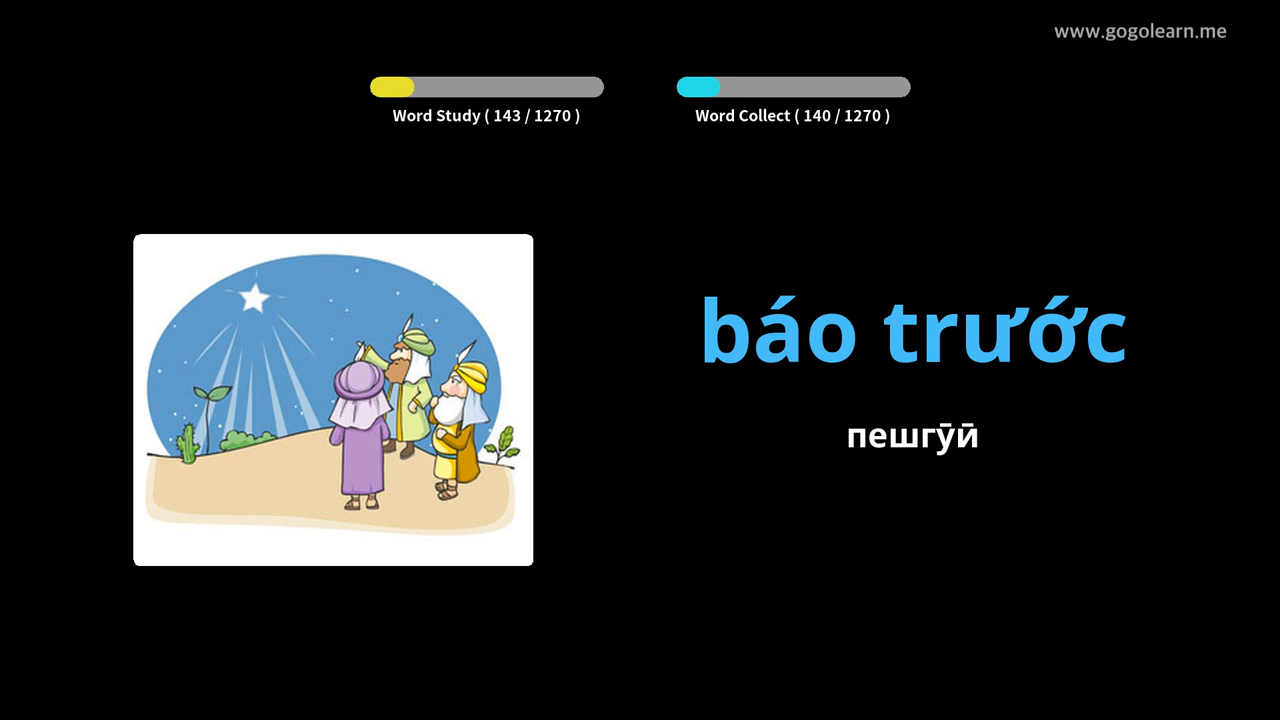 www.gogolearn.me
Word Study ( 143 / 1270 )
Word Collect ( 140 / 1270 )
báo trước
пешгӯӣ